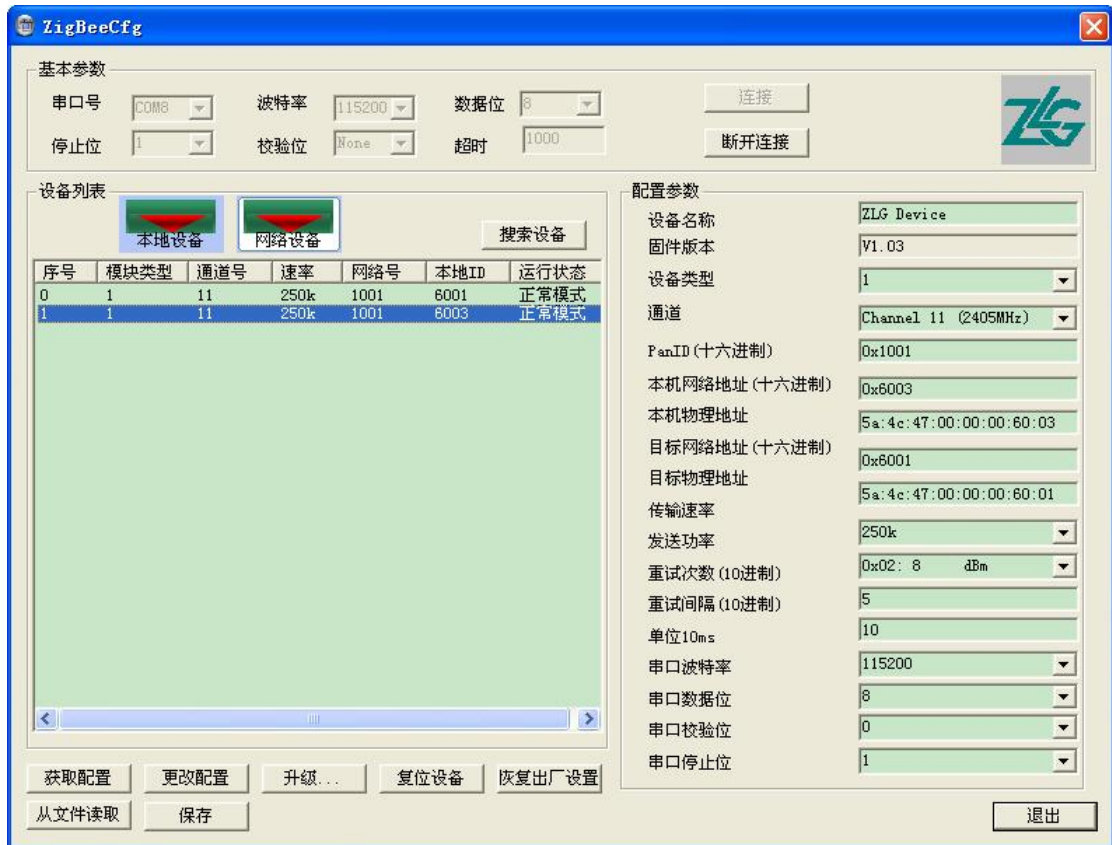 ZigBeeCfg
基本参数
串口号 COM8 波特率 115200 数据位 8 连接
停止位 1 校验位 None 超时 1000 断开连接
ZLG
设备列表
本地设备 网络设备 搜索设备
序号 模块类型 通道号 速率 网络号 本地ID 运行状态
0 1 11 250k 1001 6001 正常模式
1 1 11 250k 1001 6003 正常模式
获取配置 更改配置 升级... 复位设备 恢复出厂设置
从文件读取 保存
配置参数
设备名称 ZLG Device
固件版本 V1.03
设备类型 1
通道 Channel 11 (2405MHz)
PanID(十六进制) 0x1001
本机网络地址(十六进制) 0x6003
本机物理地址 5a:4c:47:00:00:00:60:03
目标网络地址(十六进制) 0x6001
目标物理地址 5a:4c:47:00:00:00:60:01
传输速率 250k
发送功率 0x02: 8 dBm
重试次数(10进制) 5
重试间隔(10进制) 10
单位10ms
串口波特率 115200
串口数据位 8
串口校验位 0
串口停止位 1
退出